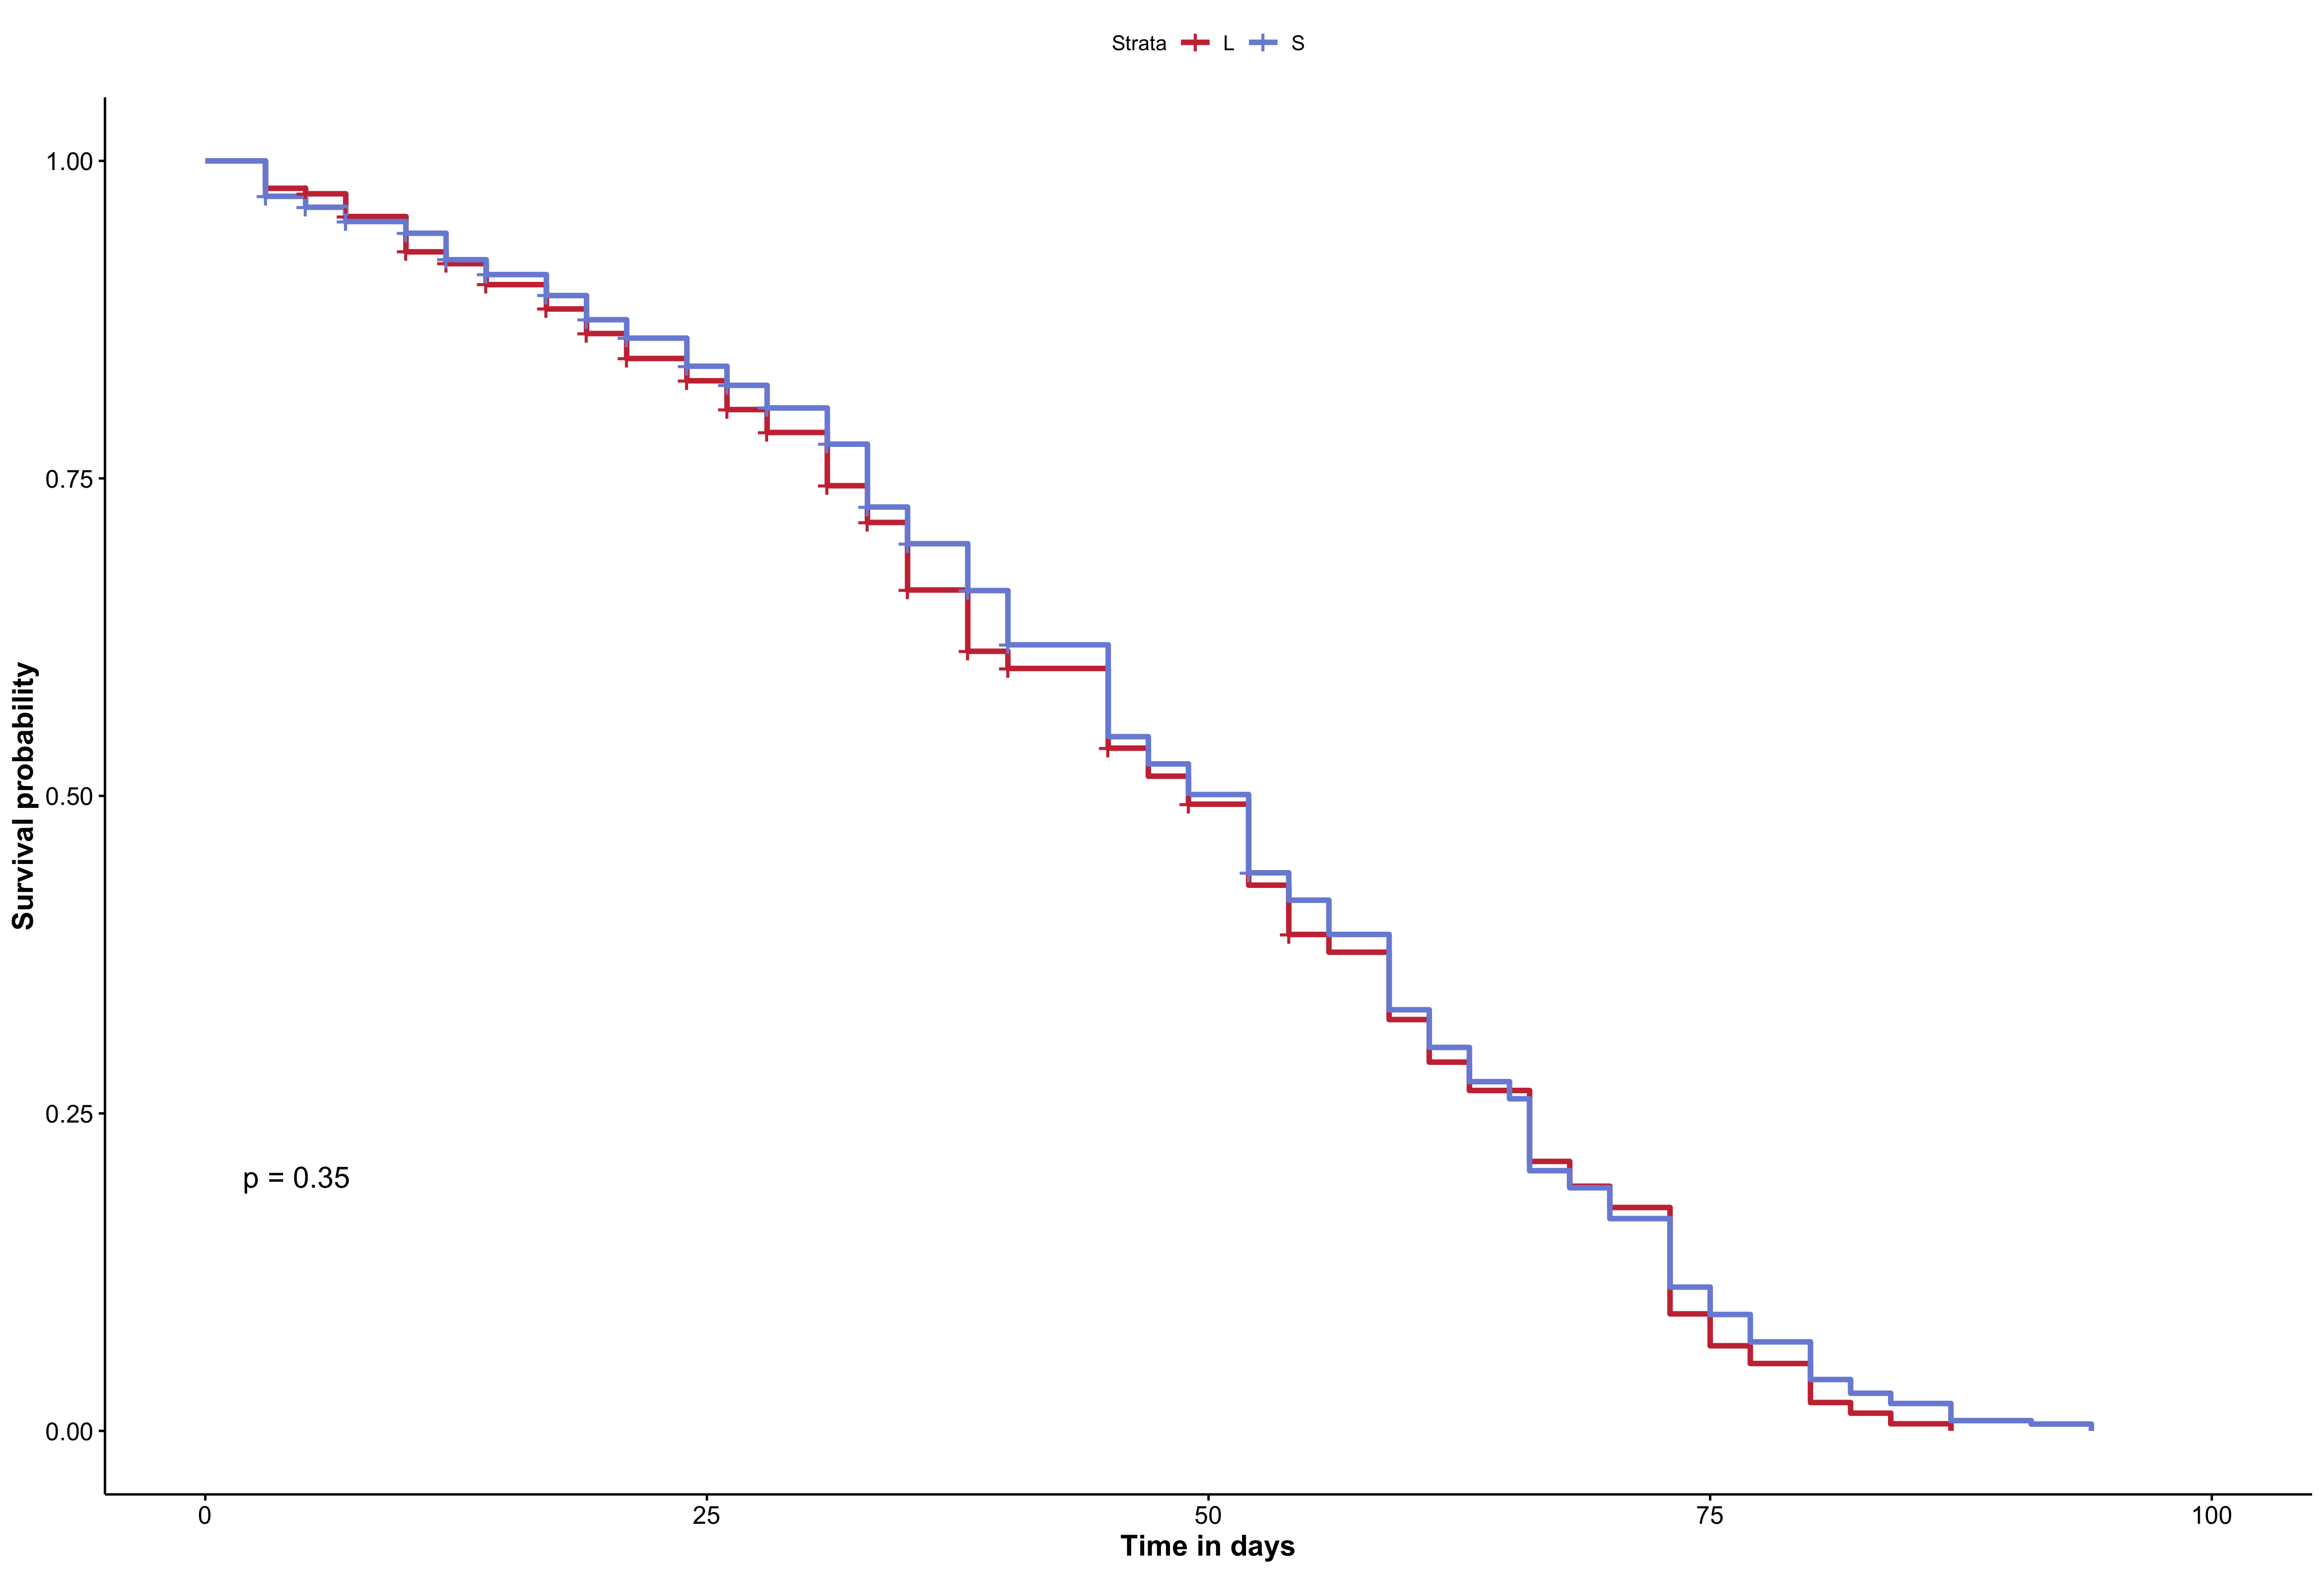 Strata L S
1.00
0.75
0.50
0.25
0.00
Survival probability
p = 0.35
0 25 50 75 100
Time in days